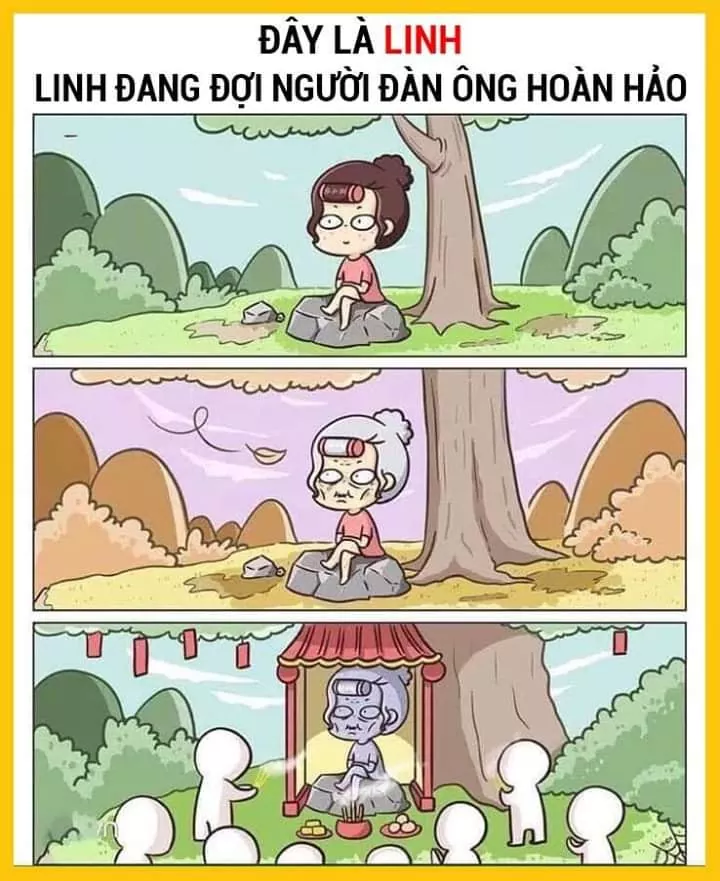 ĐÂY LÀ LINH
LINH ĐANG ĐỢI NGƯỜI ĐÀN ÔNG HOÀN HẢO